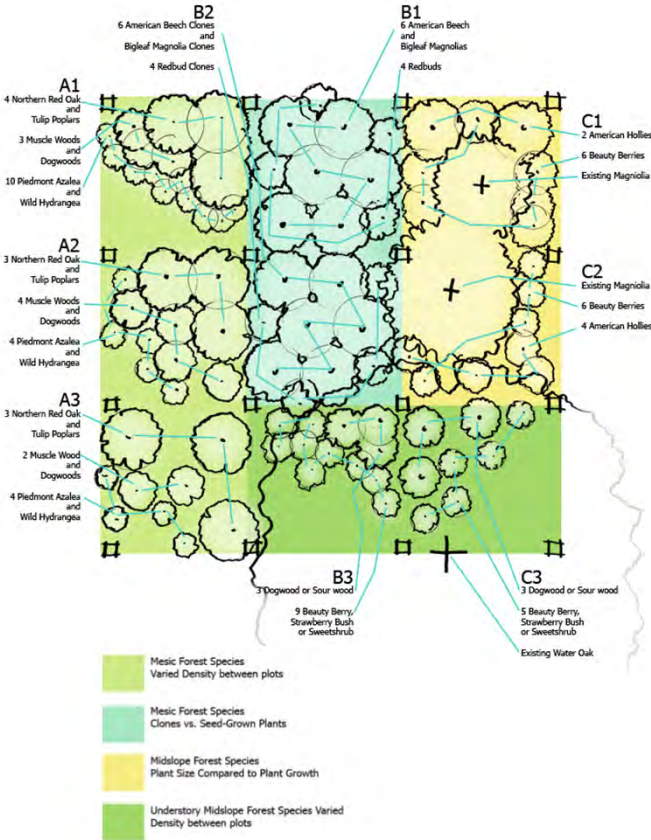 B2
6 American Beech Clones
and
Bigleaf Magnolia Clones
4 Redbud Clones
B1
6 American Beech
and
Bigleaf Magnolias
4 Redbuds
A1
4 Northern Red Oak
and
Tulip Poplars
3 Muscle Woods
and
Dogwoods
10 Piedmont Azalea
and
Wild Hydrangea
C1
2 American Hollies
6 Beauty Berries
Existing Magnolia
A2
3 Northern Red Oak
and
Tulip Poplars
4 Muscle Woods
and
Dogwoods
4 Piedmont Azalea
and
Wild Hydrangea
C2
Existing Magnolia
6 Beauty Berries
4 American Hollies
A3
3 Northern Red Oak
and
Tulip Poplars
2 Muscle Wood
and
Dogwoods
4 Piedmont Azalea
and
Wild Hydrangea
B3
3 Dogwood or Sour wood
9 Beauty Berry,
Strawberry Bush
or Sweetshrub
C3
3 Dogwood or Sour wood
5 Beauty Berry,
Strawberry Bush
or Sweetshrub
Existing Water Oak
Mesic Forest Species
Varied Density between plots
Mesic Forest Species
Clones vs. Seed-Grown Plants
Midslope Forest Species
Plant Size Compared to Plant Growth
Understory Midslope Forest Species Varied
Density between plots